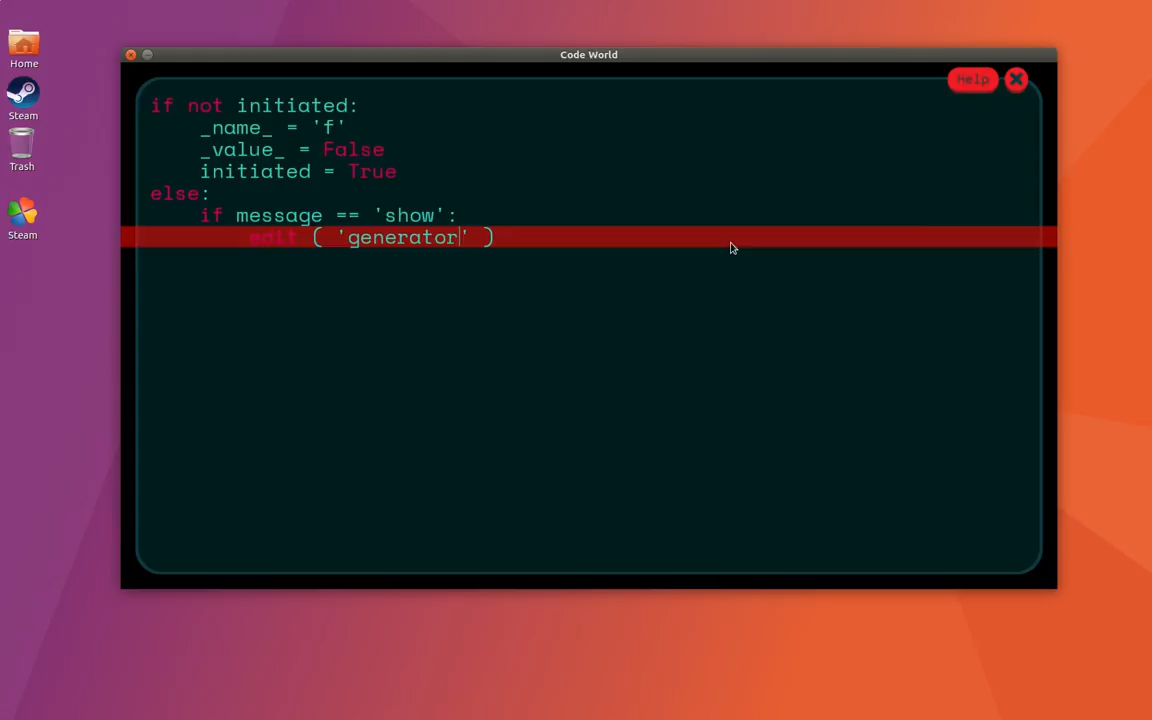 Home
Steam
Trash
Steam
Code World
Help
if not initiated:
    _name_ = 'f'
    _value_ = False
    initiated = True
else:
    if message == 'show':
        edit ( 'generator' )